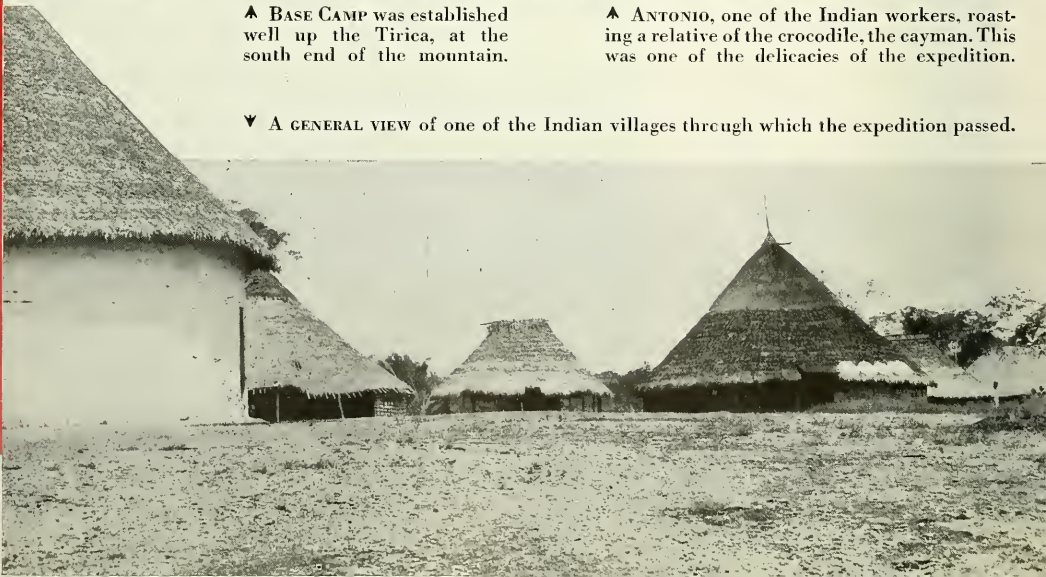 BASE CAMP was established
well up the Tirica, at the
south end of the mountain.
ANTONIO, one of the Indian workers, roast-
ing a relative of the crocodile, the cayman. This
was one of the delicacies of the expedition.
A GENERAL VIEW of one of the Indian villages through which the expedition passed.